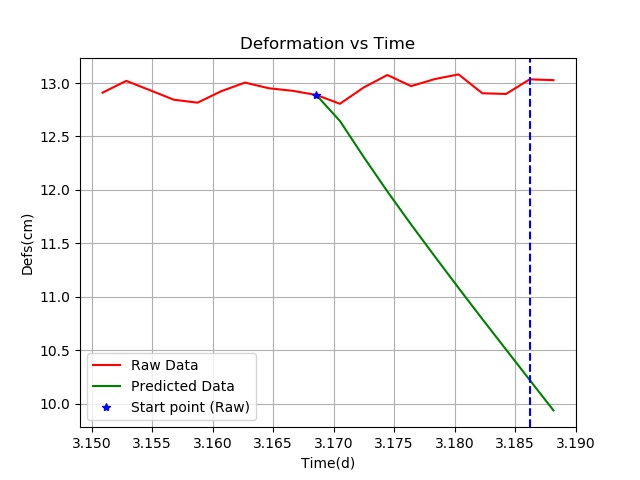 Deformation vs Time
Defs(cm)
13.0
12.5
12.0
11.5
11.0
10.5
10.0
Raw Data
Predicted Data
Start point (Raw)
3.150 3.155 3.160 3.165 3.170 3.175 3.180 3.185 3.190
Time(d)